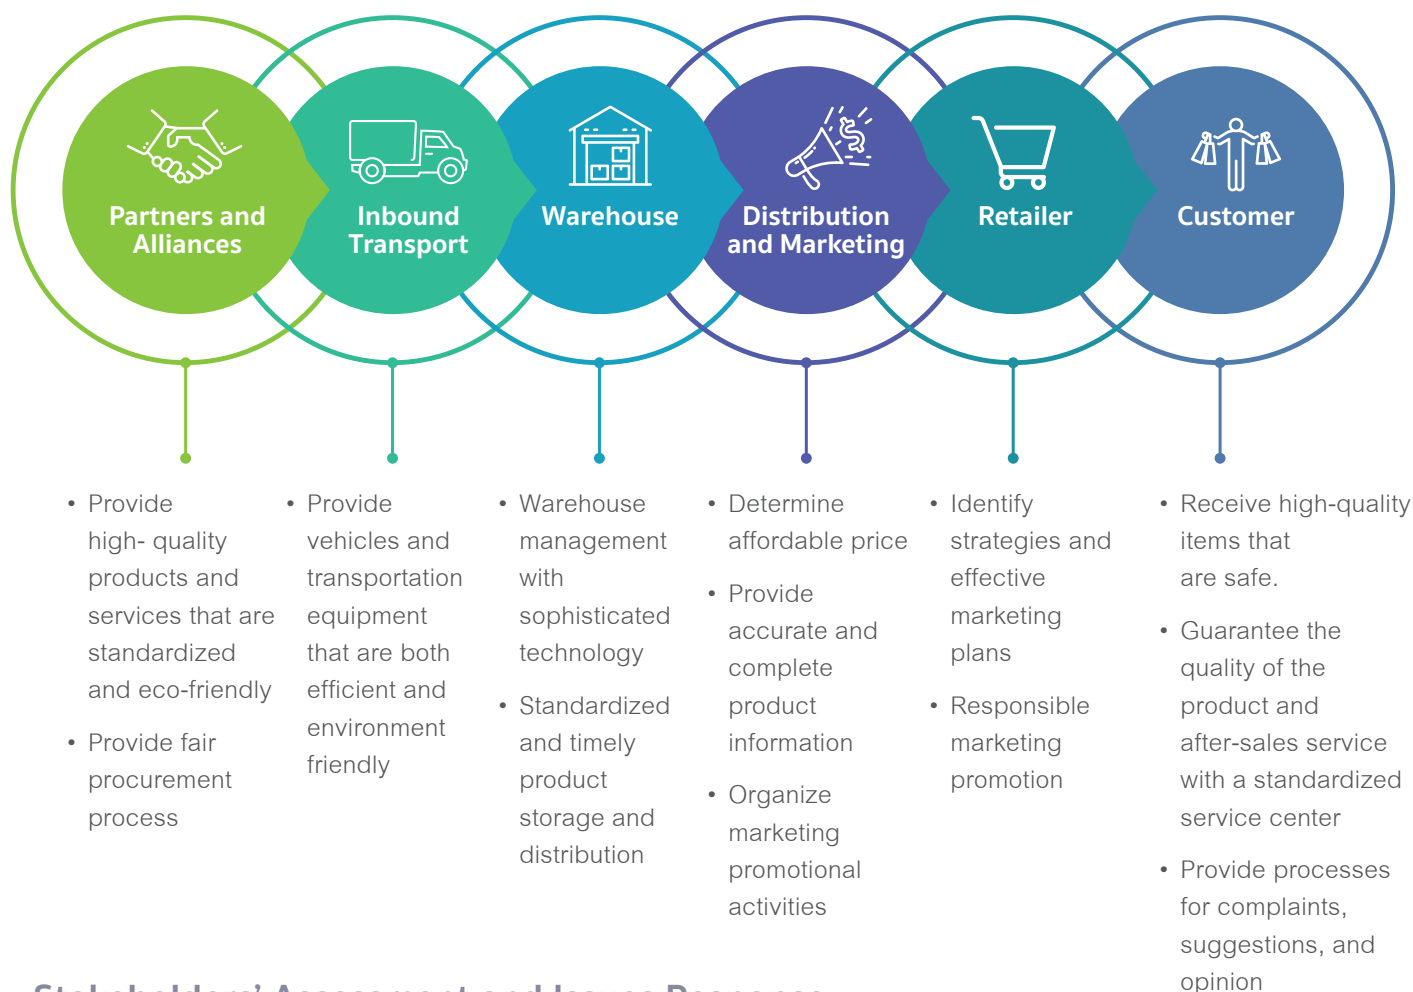 Partners and
Alliances
Inbound
Transport
Warehouse
Distribution
and Marketing
Retailer
Customer
• Provide
high- quality
products and
services that are
standardized
and eco-friendly
• Provide fair
procurement
process
• Provide
vehicles and
transportation
equipment
that are both
efficient and
environment
friendly
• Warehouse
management
with
sophisticated
technology
• Standardized
and timely
product
storage and
distribution
• Determine
affordable price
• Provide
accurate and
complete
product
information
• Organize
marketing
promotional
activities
• Identify
strategies and
effective
marketing
plans
• Responsible
marketing
promotion
• Receive high-quality
items that
are safe.
• Guarantee the
quality of the
product and
after-sales service
with a standardized
service center
• Provide processes
for complaints,
suggestions, and
opinion
Stakeholders’ Assessment and Issues Response